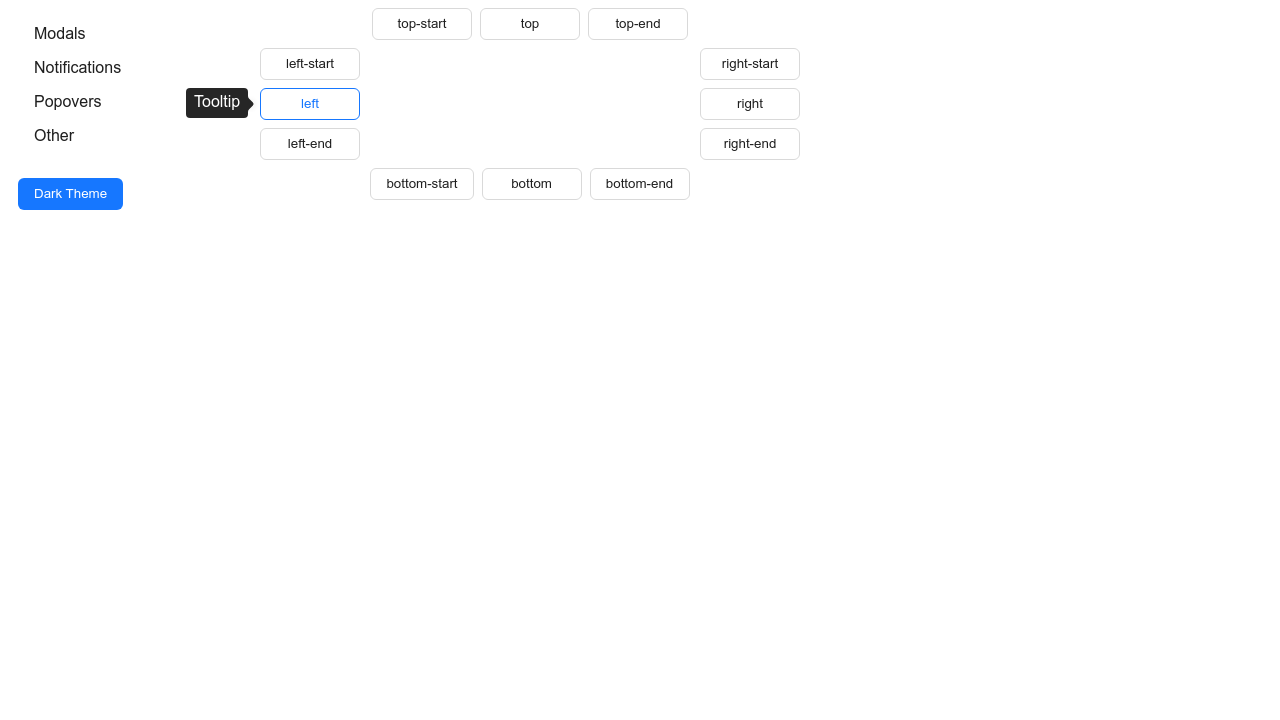 Modals
Notifications
Popovers
Other
Dark Theme
top-start
top
top-end
left-start
right-start
Tooltip
left
right
left-end
right-end
bottom-start
bottom
bottom-end